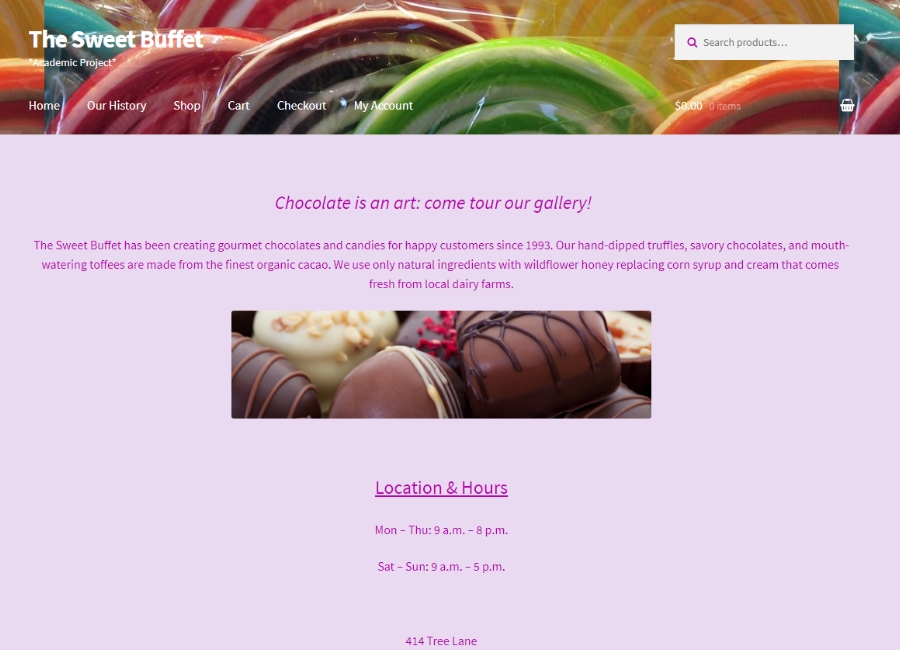 The Sweet Buffet
*Academic Project*
Search products…
Home Our History Shop Cart Checkout My Account
$0.00 0 items
Chocolate is an art: come tour our gallery!
The Sweet Buffet has been creating gourmet chocolates and candies for happy customers since 1993. Our hand-dipped truffles, savory chocolates, and mouth-
watering toffees are made from the finest organic cacao. We use only natural ingredients with wildflower honey replacing corn syrup and cream that comes
fresh from local dairy farms.
Location & Hours
Mon – Thu: 9 a.m. – 8 p.m.
Sat – Sun: 9 a.m. – 5 p.m.
414 Tree Lane